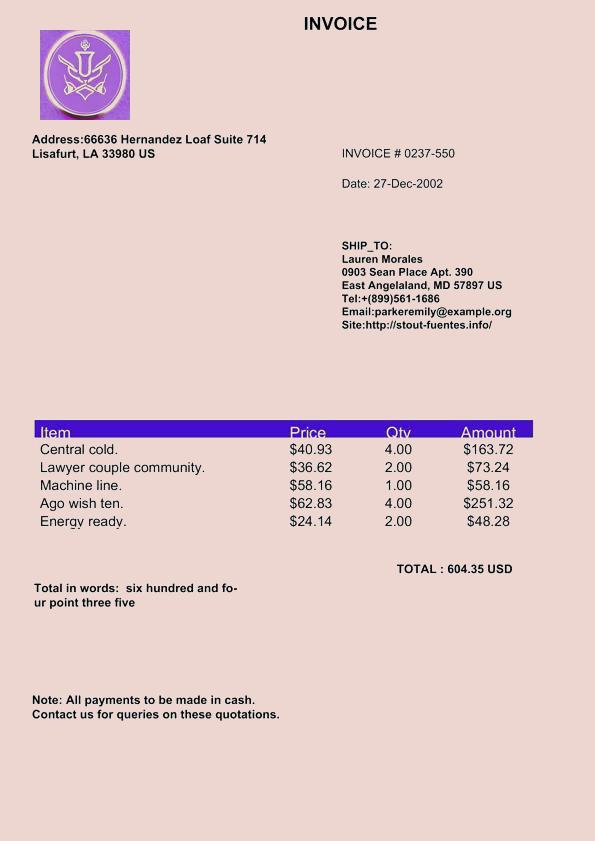 INVOICE
Address:66636 Hernandez Loaf Suite 714
Lisafurt, LA 33980 US
INVOICE # 0237-550
Date: 27-Dec-2002
SHIP_TO:
Lauren Morales
0903 Sean Place Apt. 390
East Angelaland, MD 57897 US
Tel:+(899)561-1686
Email:parkeremily@example.org
Site:http://stout-fuentes.info/
Item Price Qty Amount
Central cold. $40.93 4.00 $163.72
Lawyer couple community. $36.62 2.00 $73.24
Machine line. $58.16 1.00 $58.16
Ago wish ten. $62.83 4.00 $251.32
Energy ready. $24.14 2.00 $48.28
TOTAL : 604.35 USD
Total in words: six hundred and fo-
ur point three five
Note: All payments to be made in cash.
Contact us for queries on these quotations.